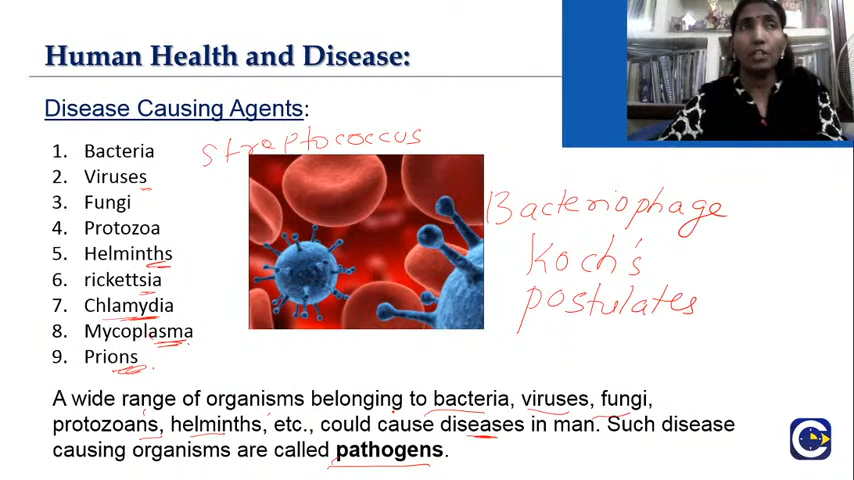 Human Health and Disease:
Disease Causing Agents:
1. Bacteria
2. Viruses
3. Fungi
4. Protozoa
5. Helminths
6. rickettsia
7. Chlamydia
8. Mycoplasma
9. Prions
streptococcus
Bacteriophage
Koch's
postulates
A wide range of organisms belonging to bacteria, viruses, fungi,
protozoans, helminths, etc., could cause diseases in man. Such disease
causing organisms are called pathogens.